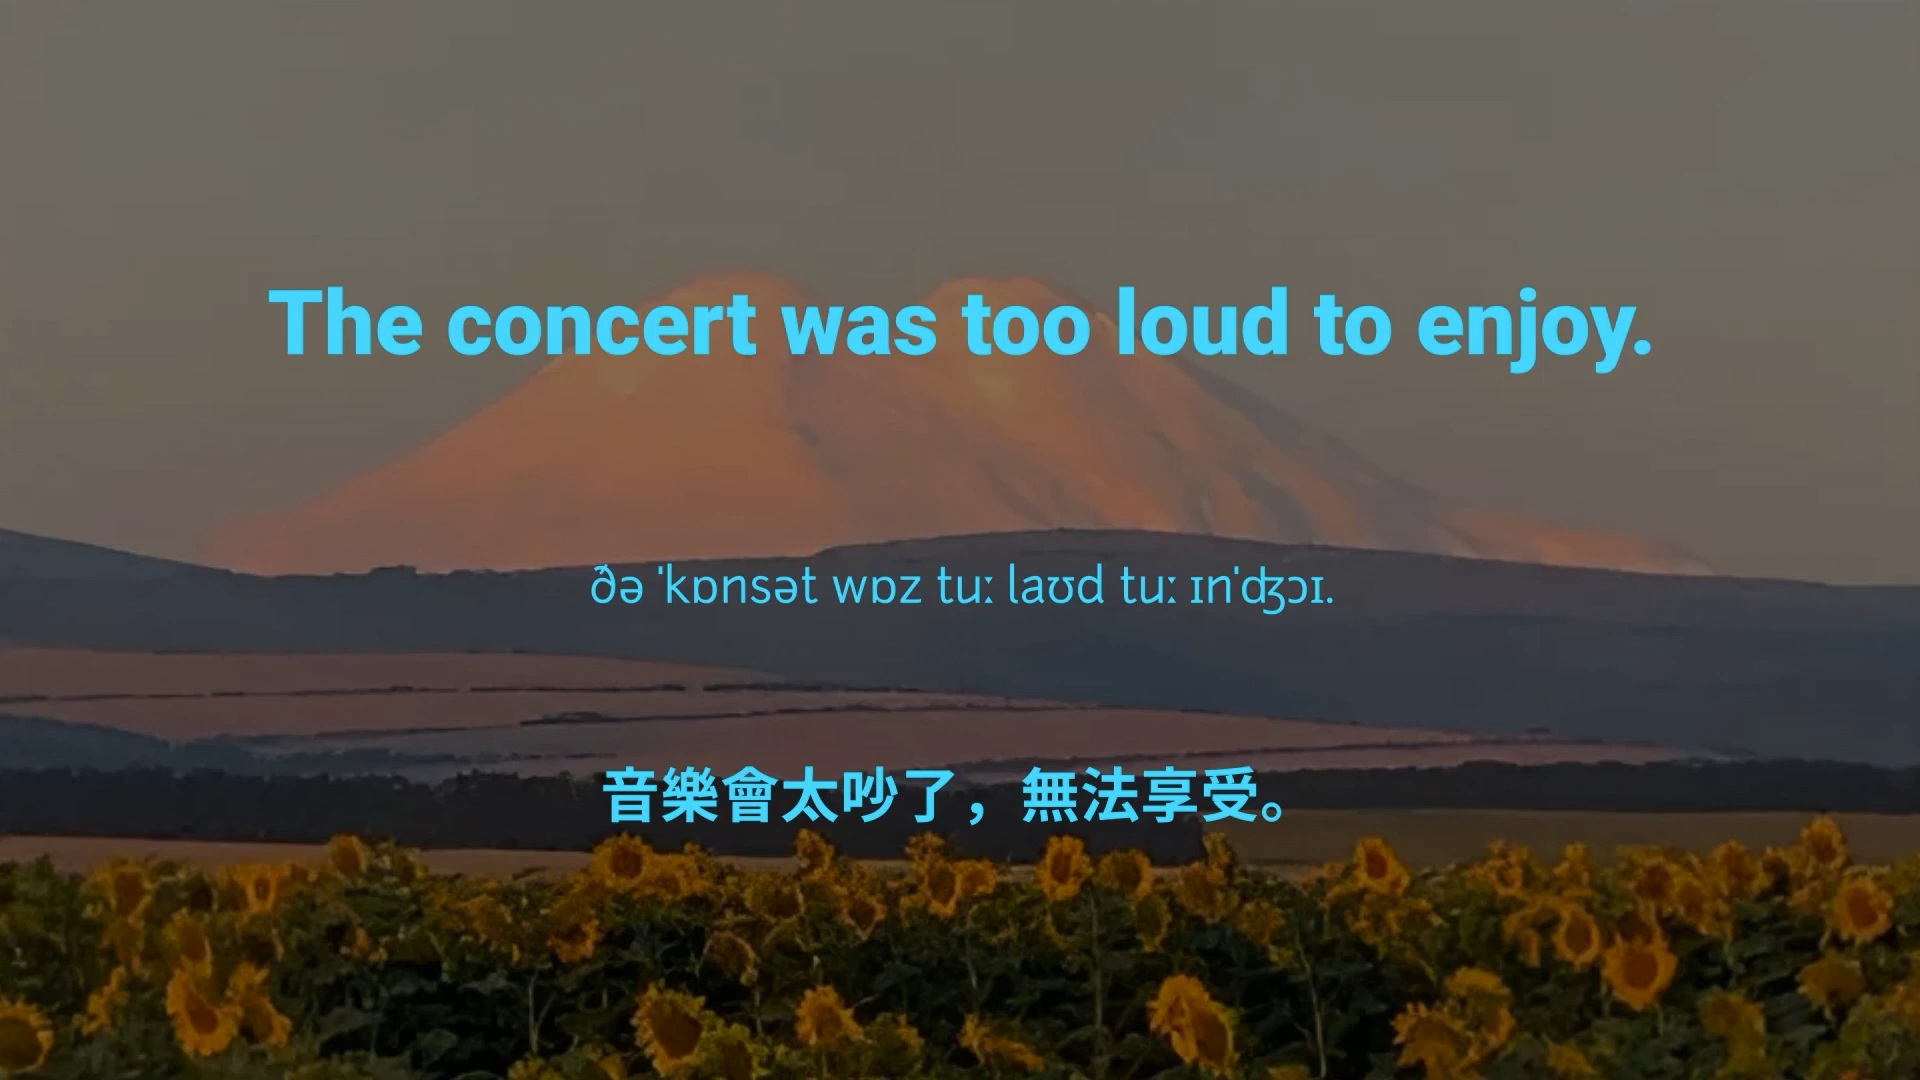 The concert was too loud to enjoy.
ðə ˈkɒnsət wɒz tuː laʊd tuː ɪnˈʤɔɪ.
音樂會太吵了，無法享受。